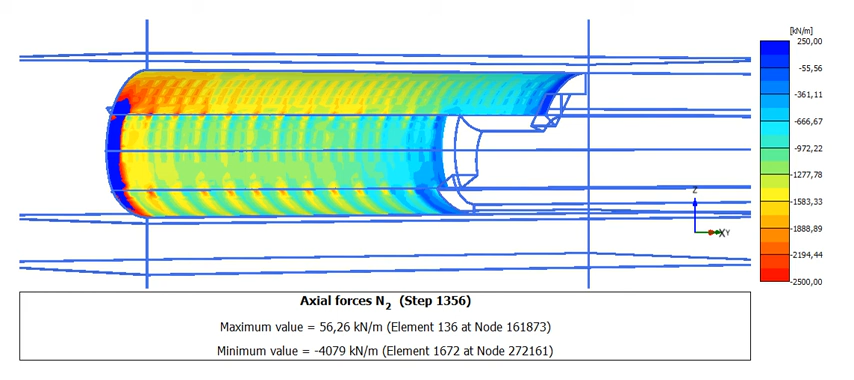 [kN/m]
250,00
-55,56
-361,11
-666,67
-972,22
-1277,78
-1583,33
-1888,89
-2194,44
-2500,00
Z
X Y
Axial forces N2 (Step 1356)
Maximum value = 56,26 kN/m (Element 136 at Node 161873)
Minimum value = -4079 kN/m (Element 1672 at Node 272161)